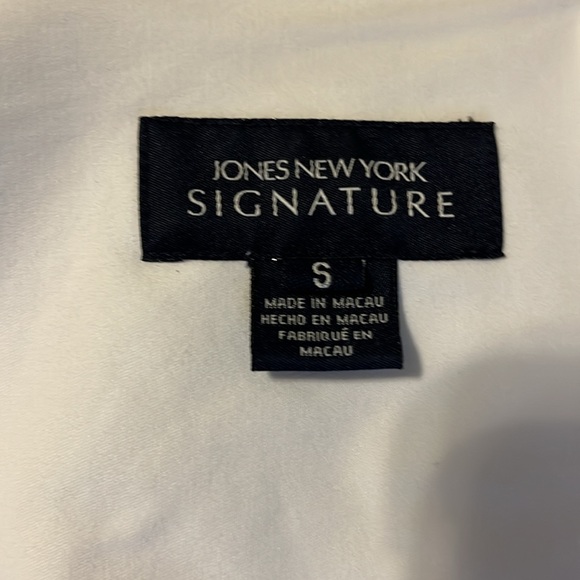 JONES NEW YORK
SIGNATURE
S
MADE IN MACAU
HECHO EN MACAU
FABRIQUÉ EN
MACAU